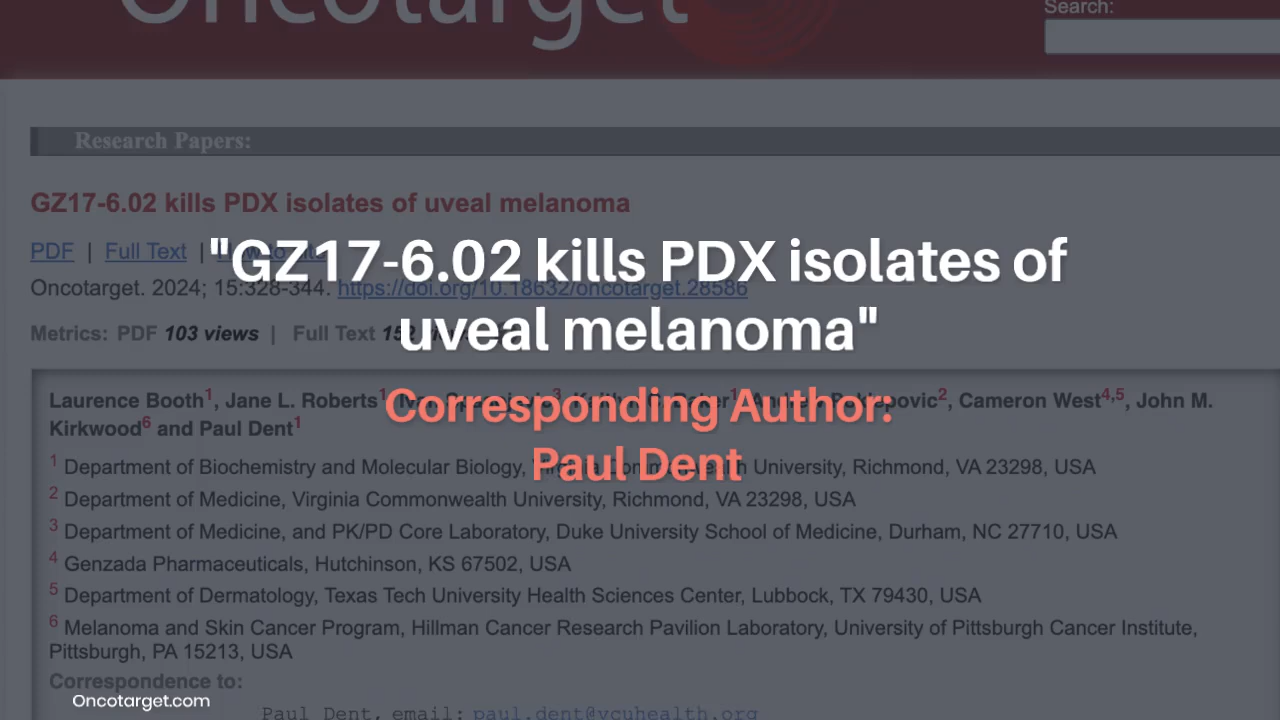 Oncotarget
Search:
Research Papers:
GZ17-6.02 kills PDX isolates of uveal melanoma
PDF | Full Text |
"GZ17-6.02 kills PDX isolates of
uveal melanoma"
Oncotarget. 2024; 15:328-344. https://doi.org/10.18632/oncotarget.28586
Metrics: PDF 103 views | Full Text
Corresponding Author:
Paul Dent
Laurence Booth1, Jane L. Roberts1, 2, Cameron West4,5, John M.
Kirkwood6 and Paul Dent1
1 Department of Biochemistry and Molecular Biology, Virginia Commonwealth University, Richmond, VA 23298, USA
2 Department of Medicine, Virginia Commonwealth University, Richmond, VA 23298, USA
3 Department of Medicine, and PK/PD Core Laboratory, Duke University School of Medicine, Durham, NC 27710, USA
4 Genzada Pharmaceuticals, Hutchinson, KS 67502, USA
5 Department of Dermatology, Texas Tech University Health Sciences Center, Lubbock, TX 79430, USA
6 Melanoma and Skin Cancer Program, Hillman Cancer Research Pavilion Laboratory, University of Pittsburgh Cancer Institute,
Pittsburgh, PA 15213, USA
Correspondence to:
Oncotarget.com
Paul Dent, email: paul.dent@vcuhealth.org